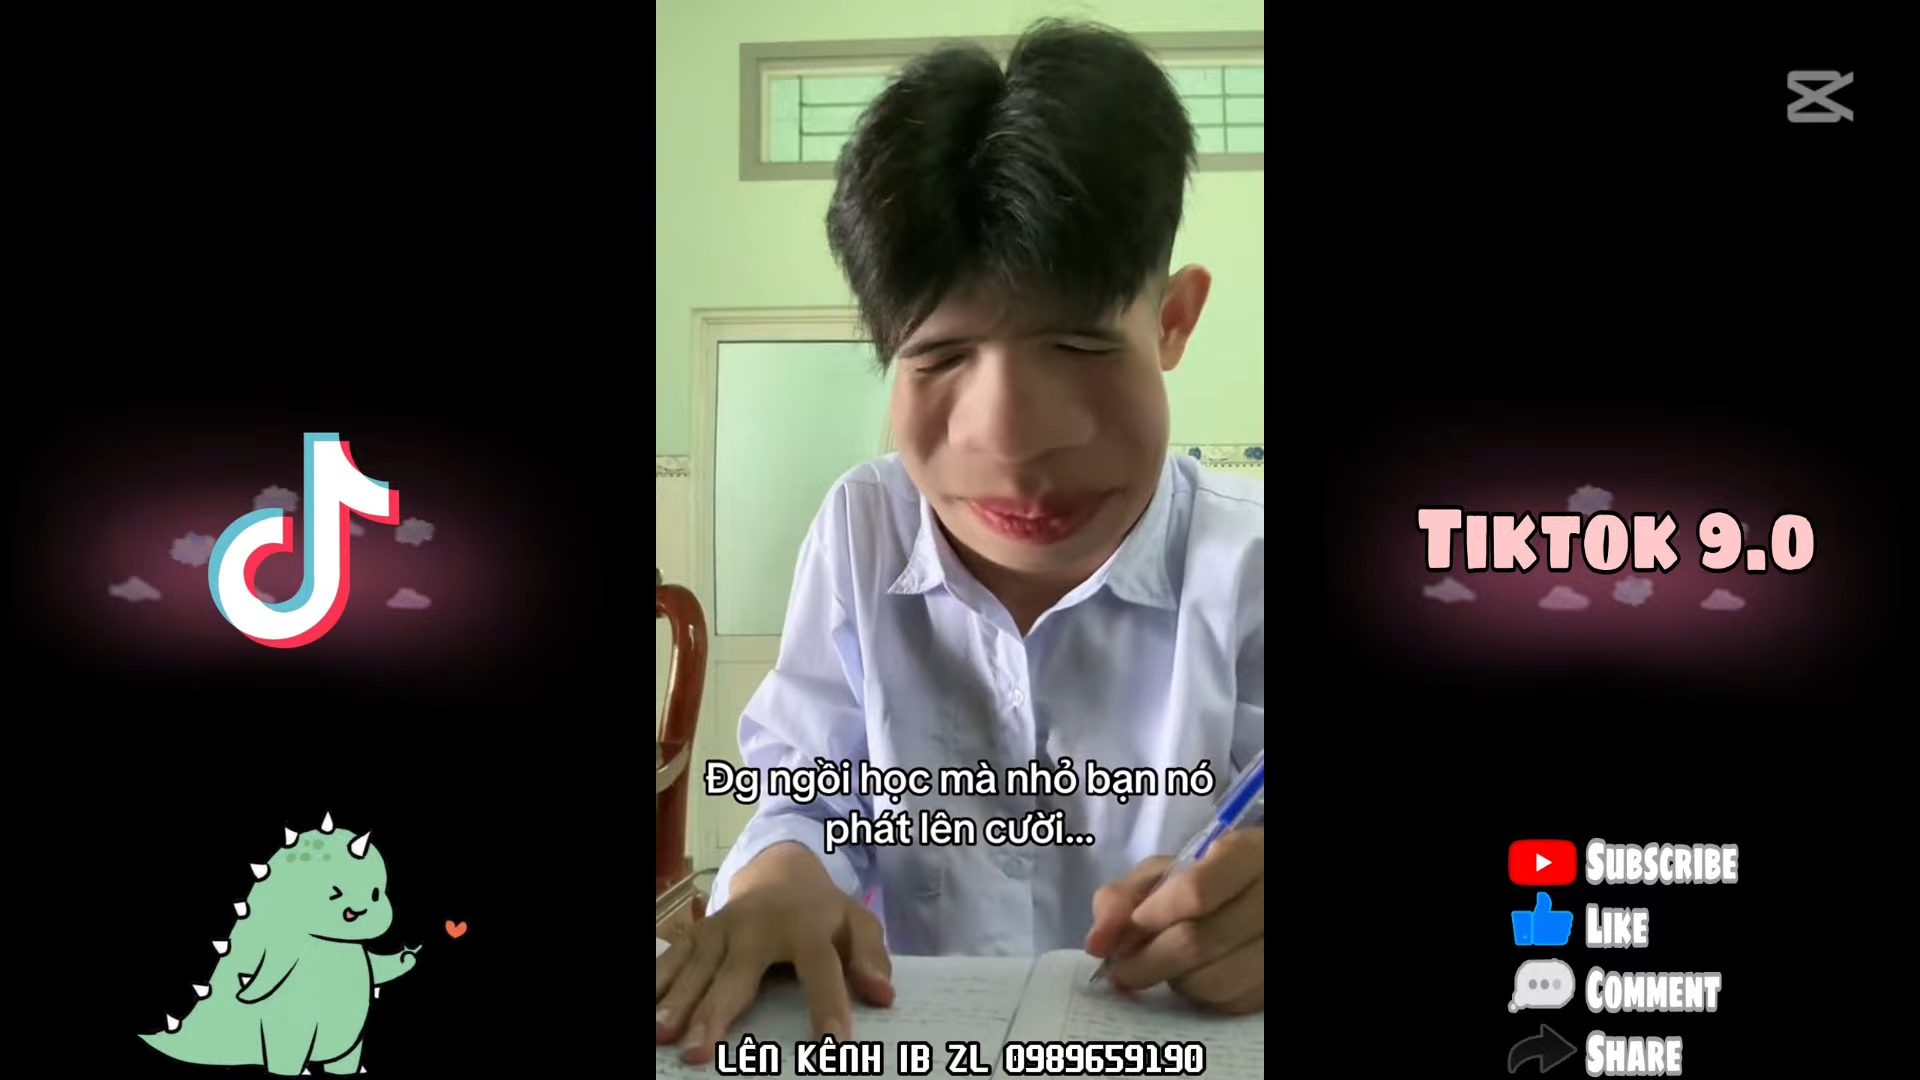 Đg ngồi học mà nhỏ bạn nó
phát lên cười...
LÊN KÊNH IB ZL 0989659190
TIKTOK 9.0
SUBSCRIBE
LIKE
COMMENT
SHARE